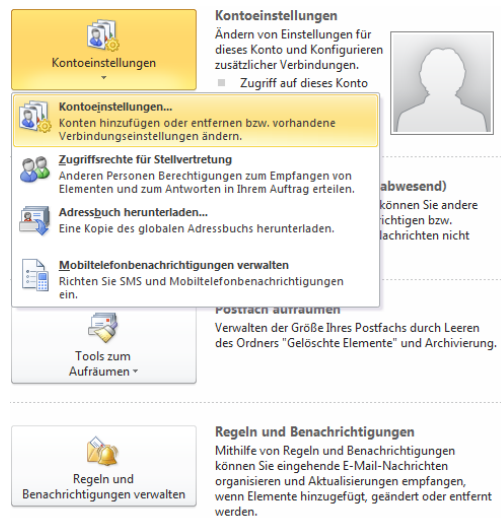 Kontoeinstellungen
Kontoeinstellungen
Ändern von Einstellungen für
dieses Konto und Konfigurieren
zusätzlicher Verbindungen.
Zugriff auf dieses Konto
Kontoeinstellungen...
Konten hinzufügen oder entfernen bzw. vorhandene
Verbindungseinstellungen ändern.
Zugriffsrechte für Stellvertretung
Anderen Personen Berechtigungen zum Empfangen von
Elementen und zum Antworten in Ihrem Auftrag erteilen.
Adressbuch herunterladen...
Eine Kopie des globalen Adressbuchs herunterladen.
Mobiltelefonbenachrichtigungen verwalten
Richten Sie SMS und Mobiltelefonbenachrichtigungen
ein.
abwesend)
können Sie andere
richtigen bzw.
Nachrichten nicht
Tools zum
Aufräumen
Postfach aufräumen
Verwalten der Größe Ihres Postfachs durch Leeren
des Ordners "Gelöschte Elemente" und Archivierung.
Regeln und
Benachrichtigungen verwalten
Regeln und Benachrichtigungen
Mithilfe von Regeln und Benachrichtigungen
können Sie eingehende E-Mail-Nachrichten
organisieren und Aktualisierungen empfangen,
wenn Elemente hinzugefügt, geändert oder entfernt
werden.